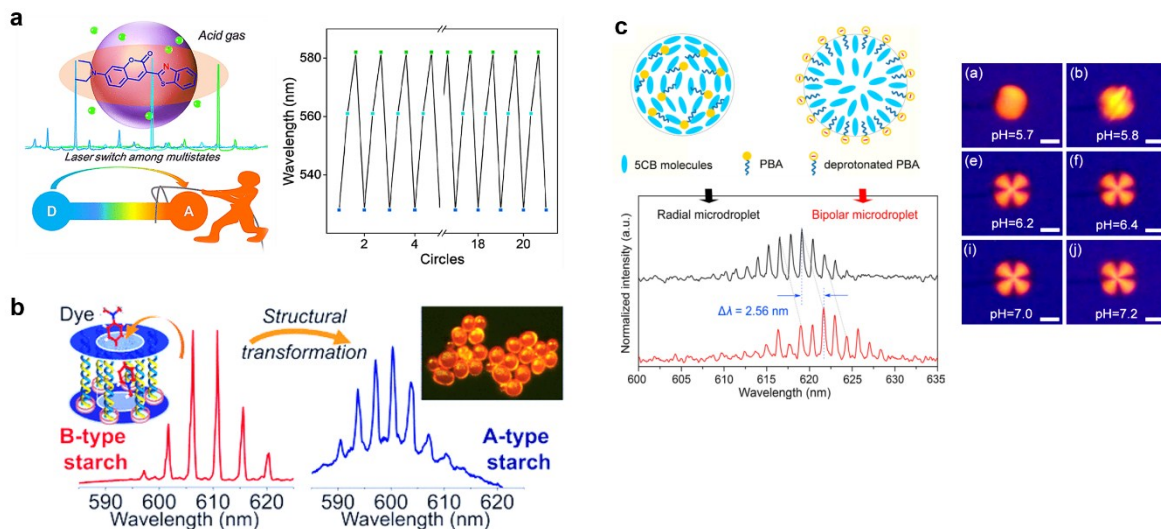 a
Acid gas
O
O
N
N
S
Laser switch among multistates
D
A
Wavelength (nm)
580
560
540
2
4
18
20
Circles
b
Dye
Structural
transformation
B-type
starch
A-type
starch
590 600 610 620
Wavelength (nm)
590 600 610 620
Wavelength (nm)
c
5CB molecules
PBA
deprotonated PBA
Radial microdroplet
Bipolar microdroplet
Normalized intensity (a.u.)
Δλ = 2.56 nm
600 605 610 615 620 625 630 635
Wavelength (nm)
(a)
pH=5.7
(b)
pH=5.8
(e)
pH=6.2
(f)
pH=6.4
(i)
pH=7.0
(j)
pH=7.2